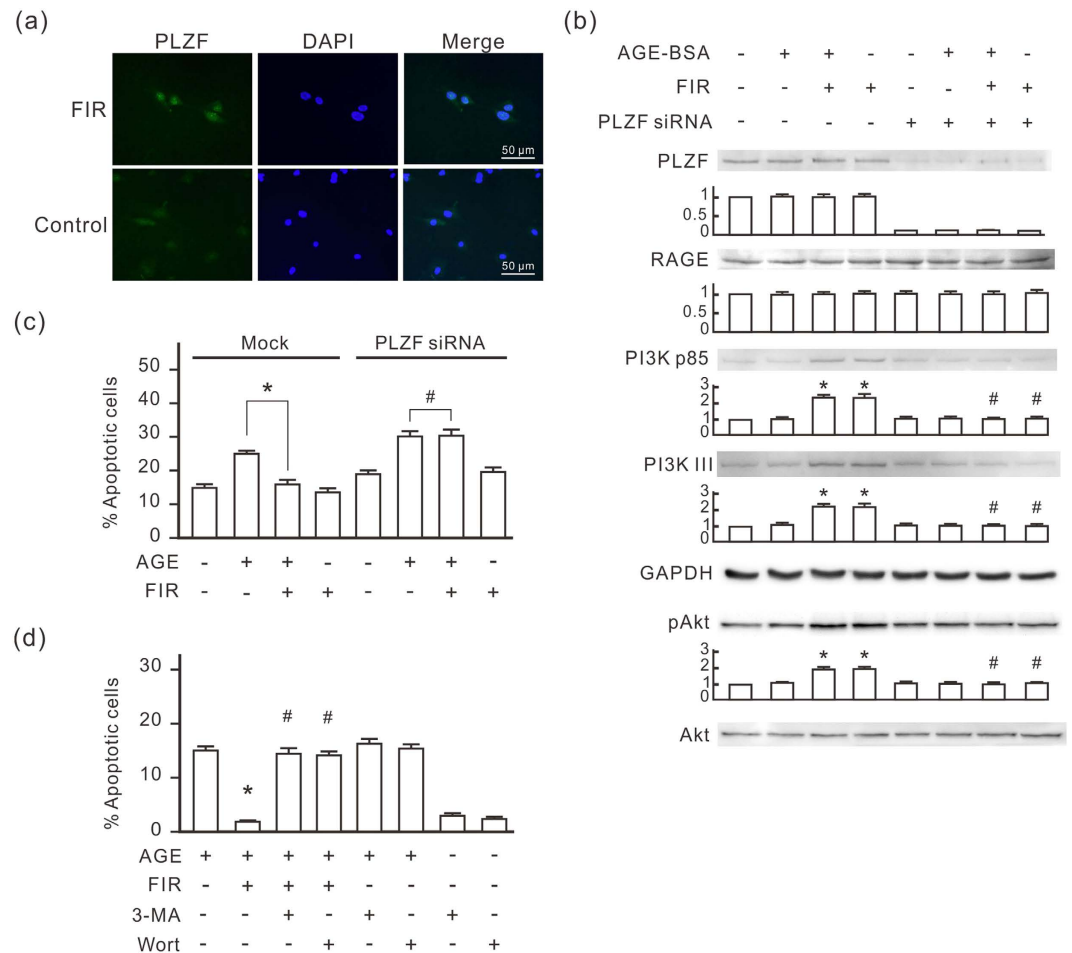 (a)
PLZF DAPI Merge
FIR
50 µm
Control
50 µm
(b)
AGE-BSA - + + - - + + -
FIR - - + + - - + +
PLZF siRNA - - - - + + + +
PLZF
1
0.5
RAGE
1
0.5
PI3K p85
3
2
1
0
* * # #
PI3K III
3
2
1
0
* * # #
GAPDH
pAkt
3
2
1
0
* * # #
Akt
(c)
Mock PLZF siRNA
% Apoptotic cells
50
40
30
20
10
0
* #
AGE - + + - - + + -
FIR - - + + - - + +
(d)
% Apoptotic cells
30
20
10
0
* # #
AGE + + + + + + - -
FIR - + + + - - - -
3-MA - - + - + - + -
Wort - - - + - + - +